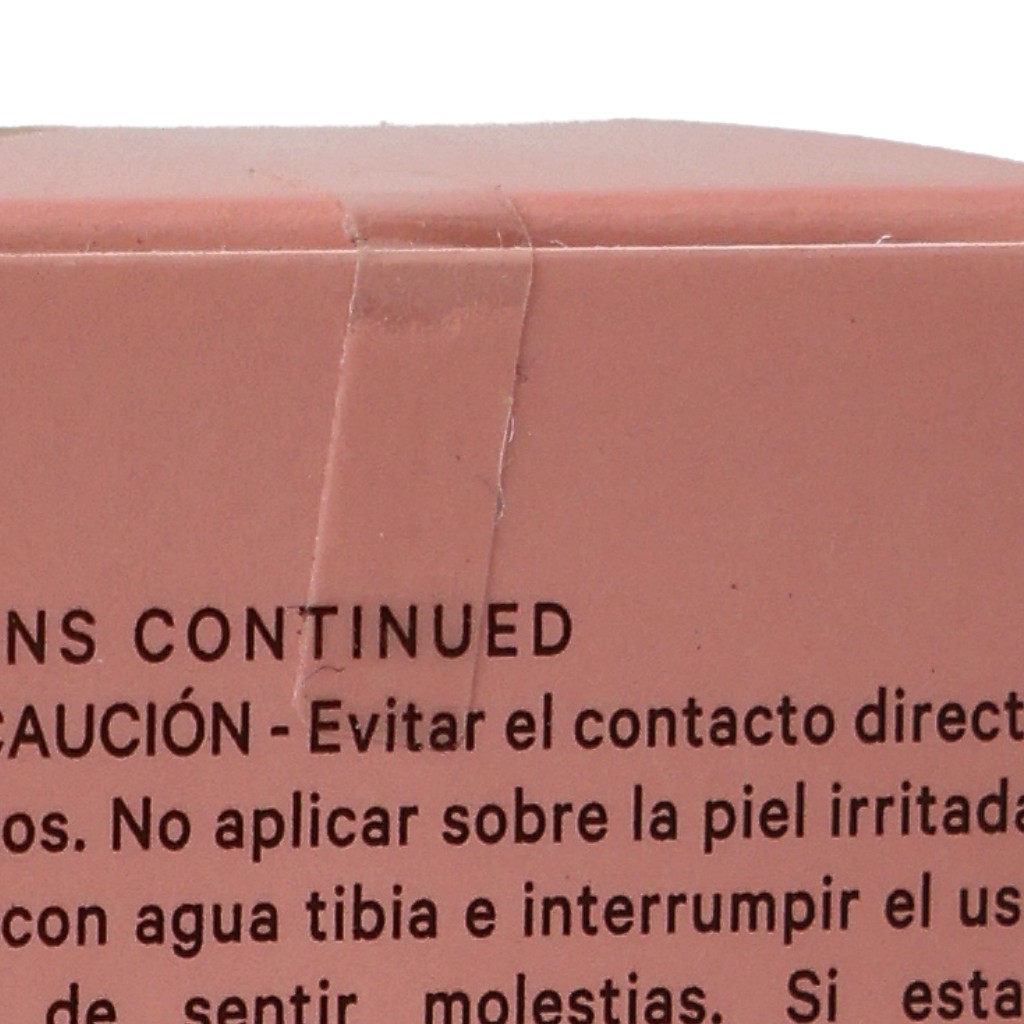 NS CONTINUED
CAUCIÓN - Evitar el contacto direct
os. No aplicar sobre la piel irritada
con agua tibia e interrumpir el us
de sentir molestias. Si esta